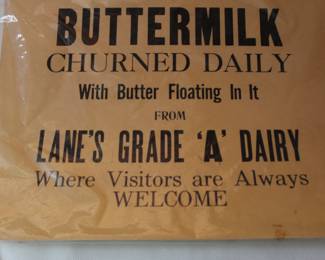 BUTTERMILK
CHURNED DAILY
With Butter Floating In It
FROM
LANE'S GRADE 'A' DAIRY
Where Visitors are Always
WELCOME